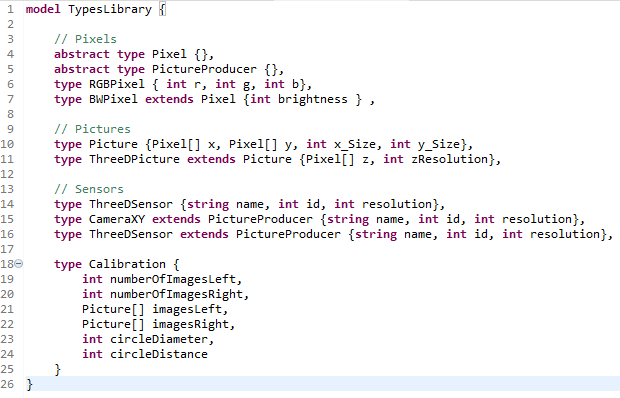 1 model TypesLibrary {
2
3 // Pixels
4 abstract type Pixel {},
5 abstract type PictureProducer {},
6 type RGBPixel { int r, int g, int b},
7 type BWPixel extends Pixel {int brightness } ,
8
9 // Pictures
10 type Picture {Pixel[] x, Pixel[] y, int x_Size, int y_Size},
11 type ThreeDPicture extends Picture {Pixel[] z, int zResolution},
12
13 // Sensors
14 type ThreeDSensor {string name, int id, int resolution},
15 type CameraXY extends PictureProducer {string name, int id, int resolution},
16 type ThreeDSensor extends PictureProducer {string name, int id, int resolution},
17
18 type Calibration {
19 int numberOfImagesLeft,
20 int numberOfImagesRight,
21 Picture[] imagesLeft,
22 Picture[] imagesRight,
23 int circleDiameter,
24 int circleDistance
25 }
26 }